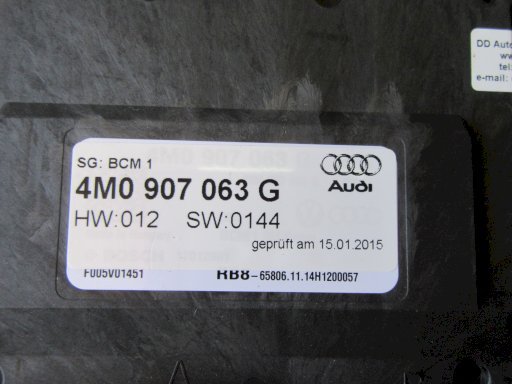 DD Auto
ww
tel:
e-mail:
SG: BCM 1
4M0 907 063 G
Audi
HW:012 SW:0144
geprüft am 15.01.2015
F005V01451
RB8-65806.11.14H1200057